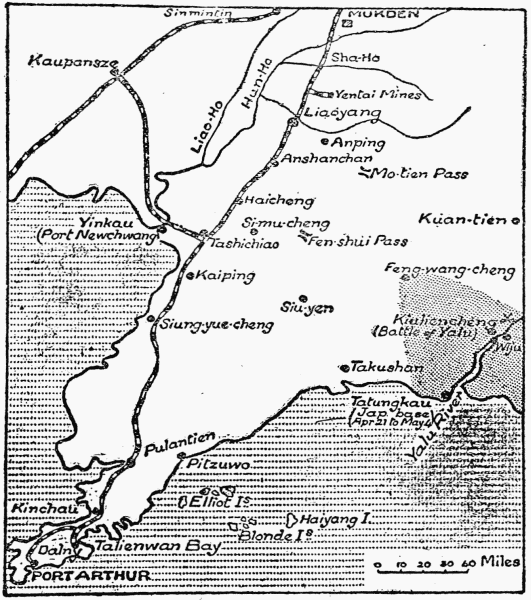 Sinmintin
MUKDEN
Kaupansze
Sha-Ho
Hun-Ho
Liao-Ho
Yentai Mines
Liaoyang
Anping
Anshanchan
Mo-tien Pass
Haicheng
Yinkau
(Port Newchwang)
Si-mu-cheng
Kuan-tien
Tashichiao
Fen-shui Pass
Kaiping
Feng-wang-cheng
Siu-yen
Siung-yue-cheng
Kiuliencheng
(Battle of Yalu)
Wiju
Takushan
Tatungkau
(Jap. base)
(Apr 21 to May 4)
Yalu River
Pulantien
Pitzuwo
Elliot Is
Kinchau
Haiyang I.
Blonde Is
Dalny
Talienwan Bay
PORT ARTHUR
0 10 20 30 40 50 60 Miles